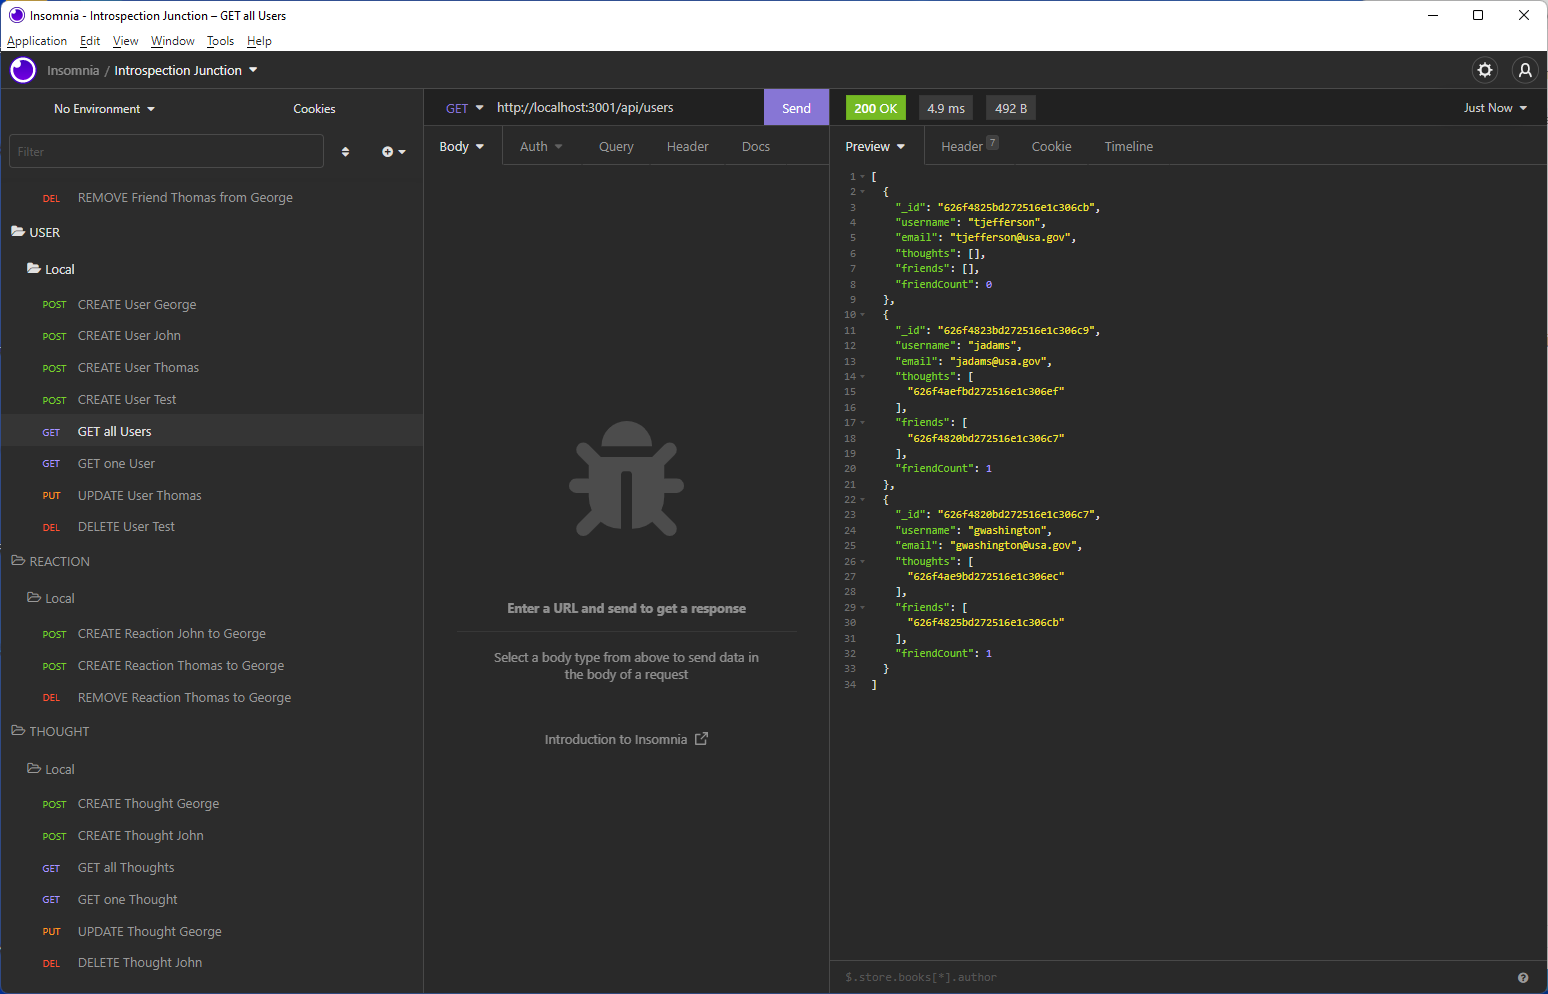 Insomnia - Introspection Junction – GET all Users
Application Edit View Window Tools Help
Insomnia / Introspection Junction
No Environment Cookies
Filter
DEL REMOVE Friend Thomas from George
USER
Local
POST CREATE User George
POST CREATE User John
POST CREATE User Thomas
POST CREATE User Test
GET GET all Users
GET GET one User
PUT UPDATE User Thomas
DEL DELETE User Test
REACTION
Local
POST CREATE Reaction John to George
POST CREATE Reaction Thomas to George
DEL REMOVE Reaction Thomas to George
THOUGHT
Local
POST CREATE Thought George
POST CREATE Thought John
GET GET all Thoughts
GET GET one Thought
PUT UPDATE Thought George
DEL DELETE Thought John
GET http://localhost:3001/api/users Send
Body Auth Query Header Docs
Enter a URL and send to get a response
Select a body type from above to send data in
the body of a request
Introduction to Insomnia
200 OK 4.9 ms 492 B Just Now
Preview Header 7 Cookie Timeline
1 [
2 {
3 "_id": "626f4825bd272516e1c306cb",
4 "username": "tjefferson",
5 "email": "tjefferson@usa.gov",
6 "thoughts": [],
7 "friends": [],
8 "friendCount": 0
9 },
10 {
11 "_id": "626f4823bd272516e1c306c9",
12 "username": "jadams",
13 "email": "jadams@usa.gov",
14 "thoughts": [
15 "626f4aefbd272516e1c306ef"
16 ],
17 "friends": [
18 "626f4820bd272516e1c306c7"
19 ],
20 "friendCount": 1
21 },
22 {
23 "_id": "626f4820bd272516e1c306c7",
24 "username": "gwashington",
25 "email": "gwashington@usa.gov",
26 "thoughts": [
27 "626f4ae9bd272516e1c306ec"
28 ],
29 "friends": [
30 "626f4825bd272516e1c306cb"
31 ],
32 "friendCount": 1
33 }
34 ]
$.store.books[*].author